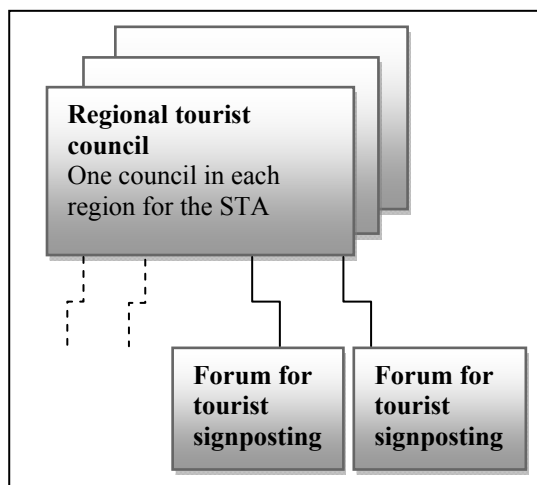 Regional tourist
council
One council in each
region for the STA
Forum for
tourist
signposting
Forum for
tourist
signposting